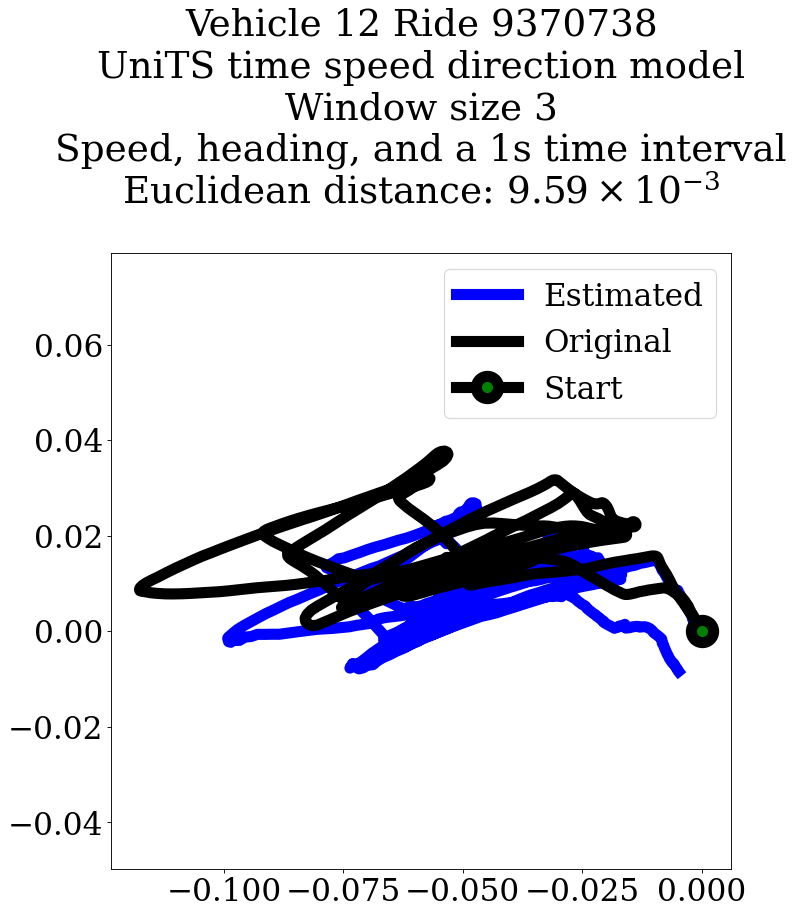 Vehicle 12 Ride 9370738
UniTS time speed direction model
Window size 3
Speed, heading, and a 1s time interval
Euclidean distance: 9.59 × 10⁻³
Estimated
Original
Start
0.06
0.04
0.02
0.00
−0.02
−0.04
−0.100 −0.075 −0.050 −0.025 0.000